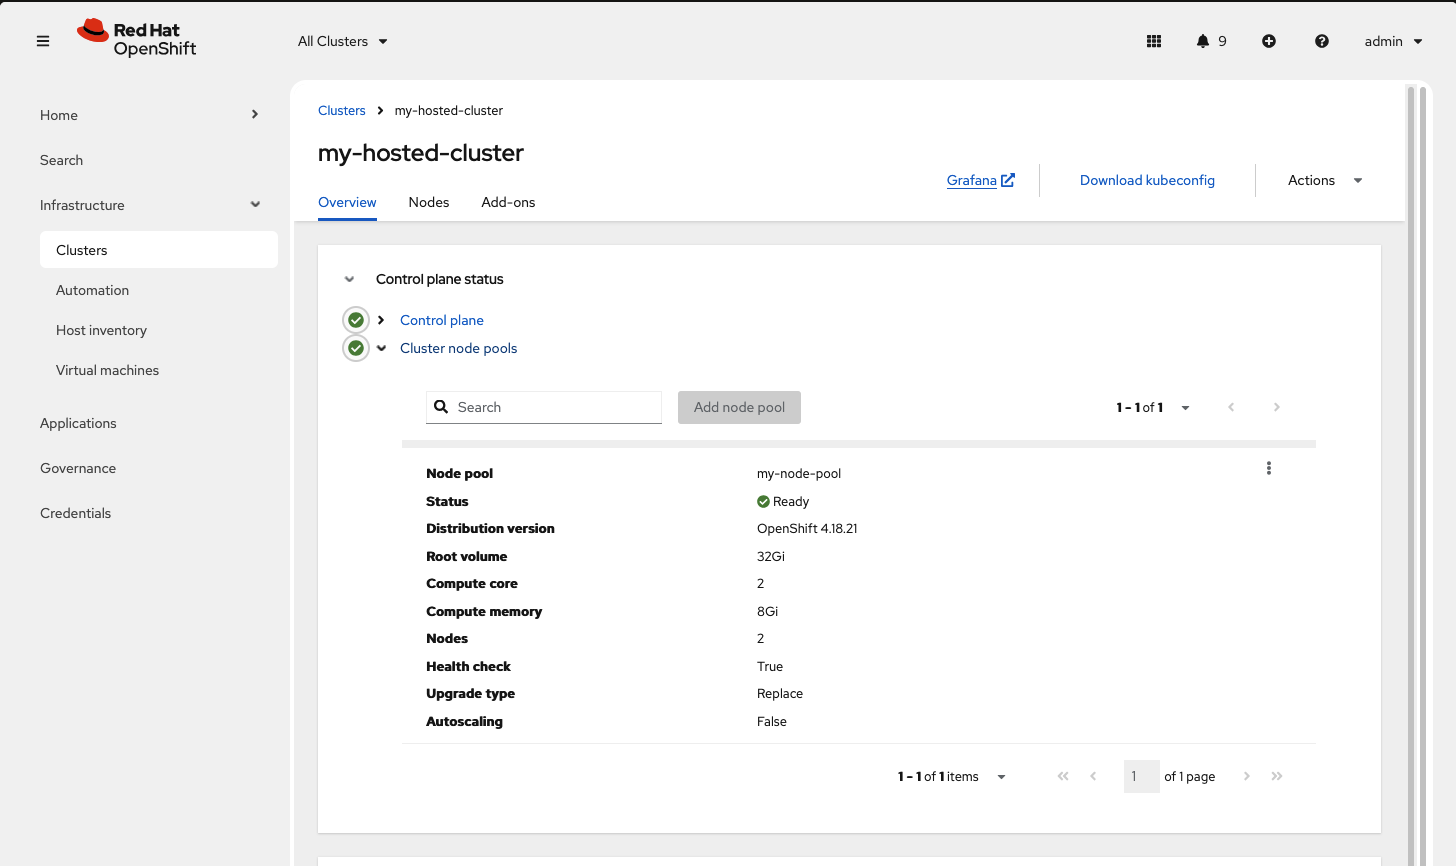 Red Hat
OpenShift
All Clusters
9
admin
Home
Search
Infrastructure
Clusters
Automation
Host inventory
Virtual machines
Applications
Governance
Credentials
Clusters my-hosted-cluster
my-hosted-cluster
Grafana
Download kubeconfig
Actions
Overview Nodes Add-ons
Control plane status
Control plane
Cluster node pools
Search
Add node pool
1 - 1 of 1
Node pool my-node-pool
Status Ready
Distribution version OpenShift 4.18.21
Root volume 32Gi
Compute core 2
Compute memory 8Gi
Nodes 2
Health check True
Upgrade type Replace
Autoscaling False
1 - 1 of 1 items
1 of 1 page